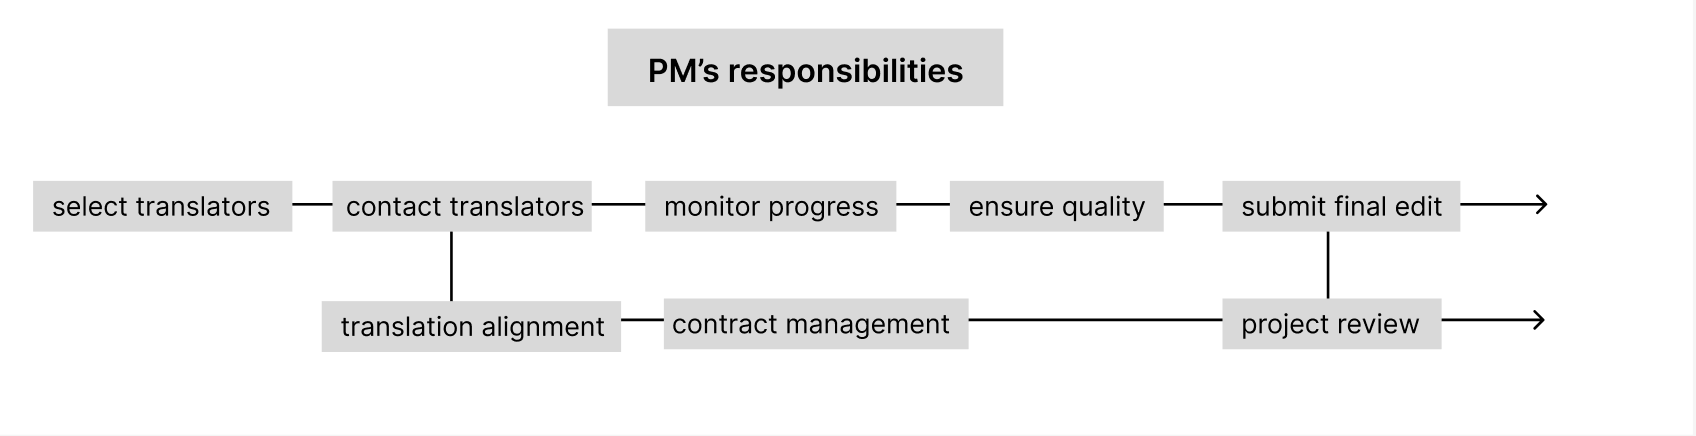 PM’s responsibilities
select translators
contact translators
monitor progress
ensure quality
submit final edit
translation alignment
contract management
project review